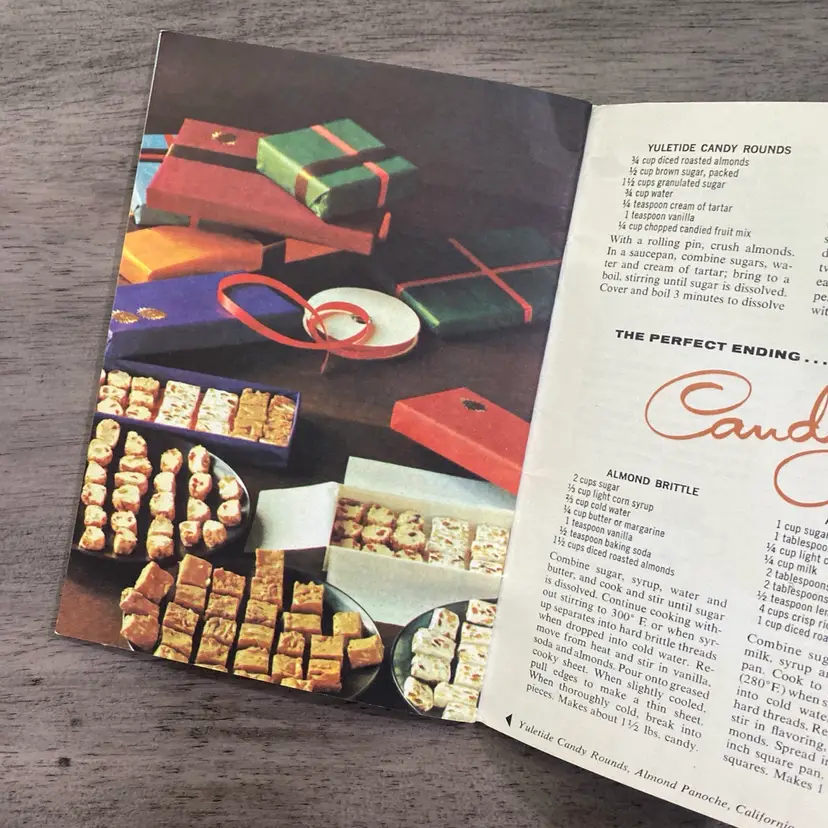 YULETIDE CANDY ROUNDS
¾ cup diced roasted almonds
½ cup brown sugar, packed
1½ cups granulated sugar
¾ cup water
¼ teaspoon cream of tartar
1 teaspoon vanilla
¼ cup chopped candied fruit mix
With a rolling pin, crush almonds.
In a saucepan, combine sugars, wa-
ter and cream of tartar; bring to a
boil, stirring until sugar is dissolved.
Cover and boil 3 minutes to dissolve
THE PERFECT ENDING...
Candy
ALMOND BRITTLE
2 cups sugar
⅓ cup light corn syrup
⅔ cup cold water
¼ cup butter or margarine
1 teaspoon vanilla
½ teaspoon baking soda
1½ cups diced roasted almonds
Combine sugar, syrup, water and
butter, and cook and stir until sugar
is dissolved. Continue cooking with-
out stirring to 300° F. or when syr-
up separates into hard brittle threads
when dropped into cold water. Re-
move from heat and stir in vanilla,
soda and almonds. Pour onto greased
cooky sheet. When slightly cooled,
pull edges to make a thin sheet.
When thoroughly cold, break into
pieces. Makes about 1½ lbs. candy.
1 cup sugar
1 tablespoo
¼ cup light c
¼ cup milk
2 tablespoons
2 tablespoons
½ teaspoon le
4 cups crisp ri
1 cup diced roa
Combine suga
milk, syrup a
pan. Cook to
(280°F.) when s
into cold wate
hard threads. Re
stir in flavoring,
monds. Spread i
inch square pan.
squares. Makes 1
Yuletide Candy Rounds, Almond Panoche, Californi